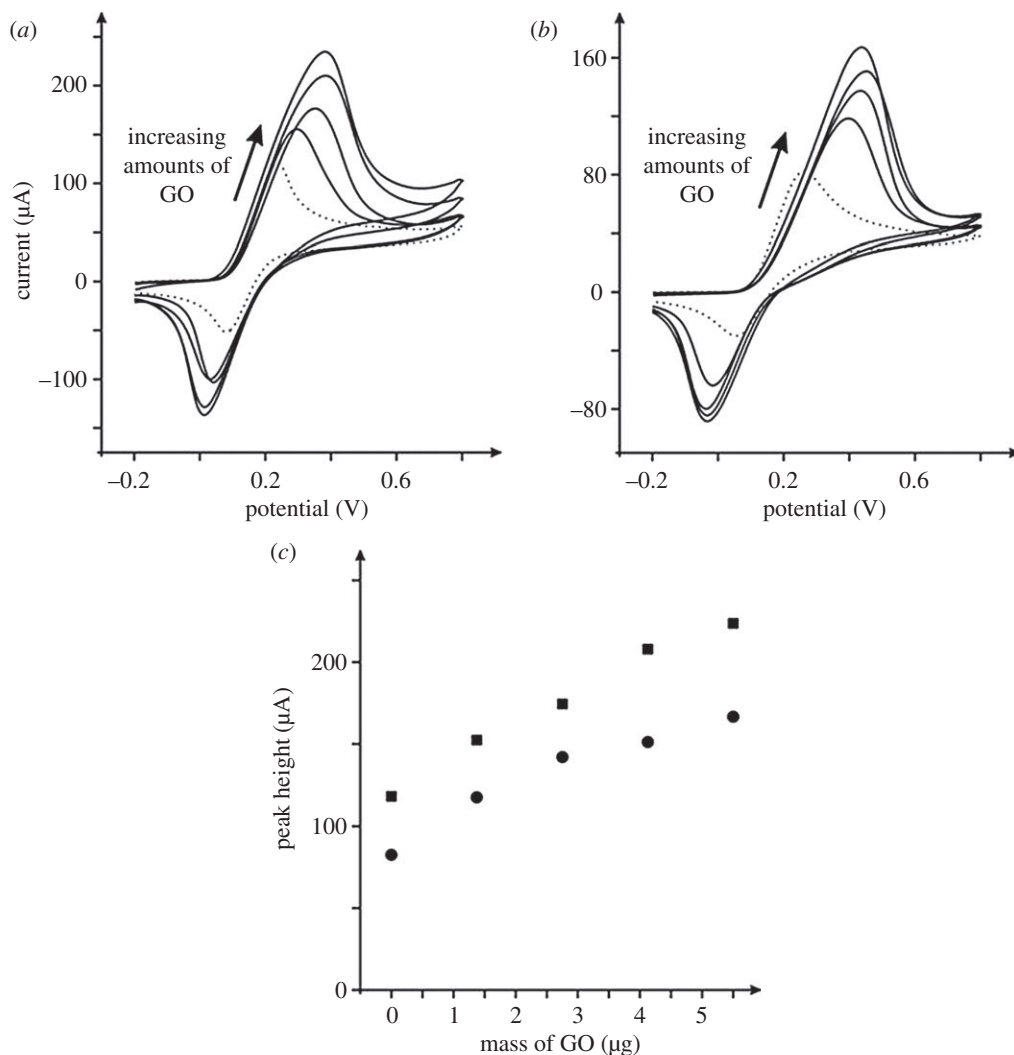 (a)
200
100
0
–100
current (µA)
increasing
amounts of
GO
–0.2
0.2
0.6
potential (V)
(b)
160
80
0
–80
increasing
amounts of
GO
–0.2
0.2
0.6
potential (V)
(c)
200
100
0
peak height (µA)
0 1 2 3 4 5
mass of GO (µg)